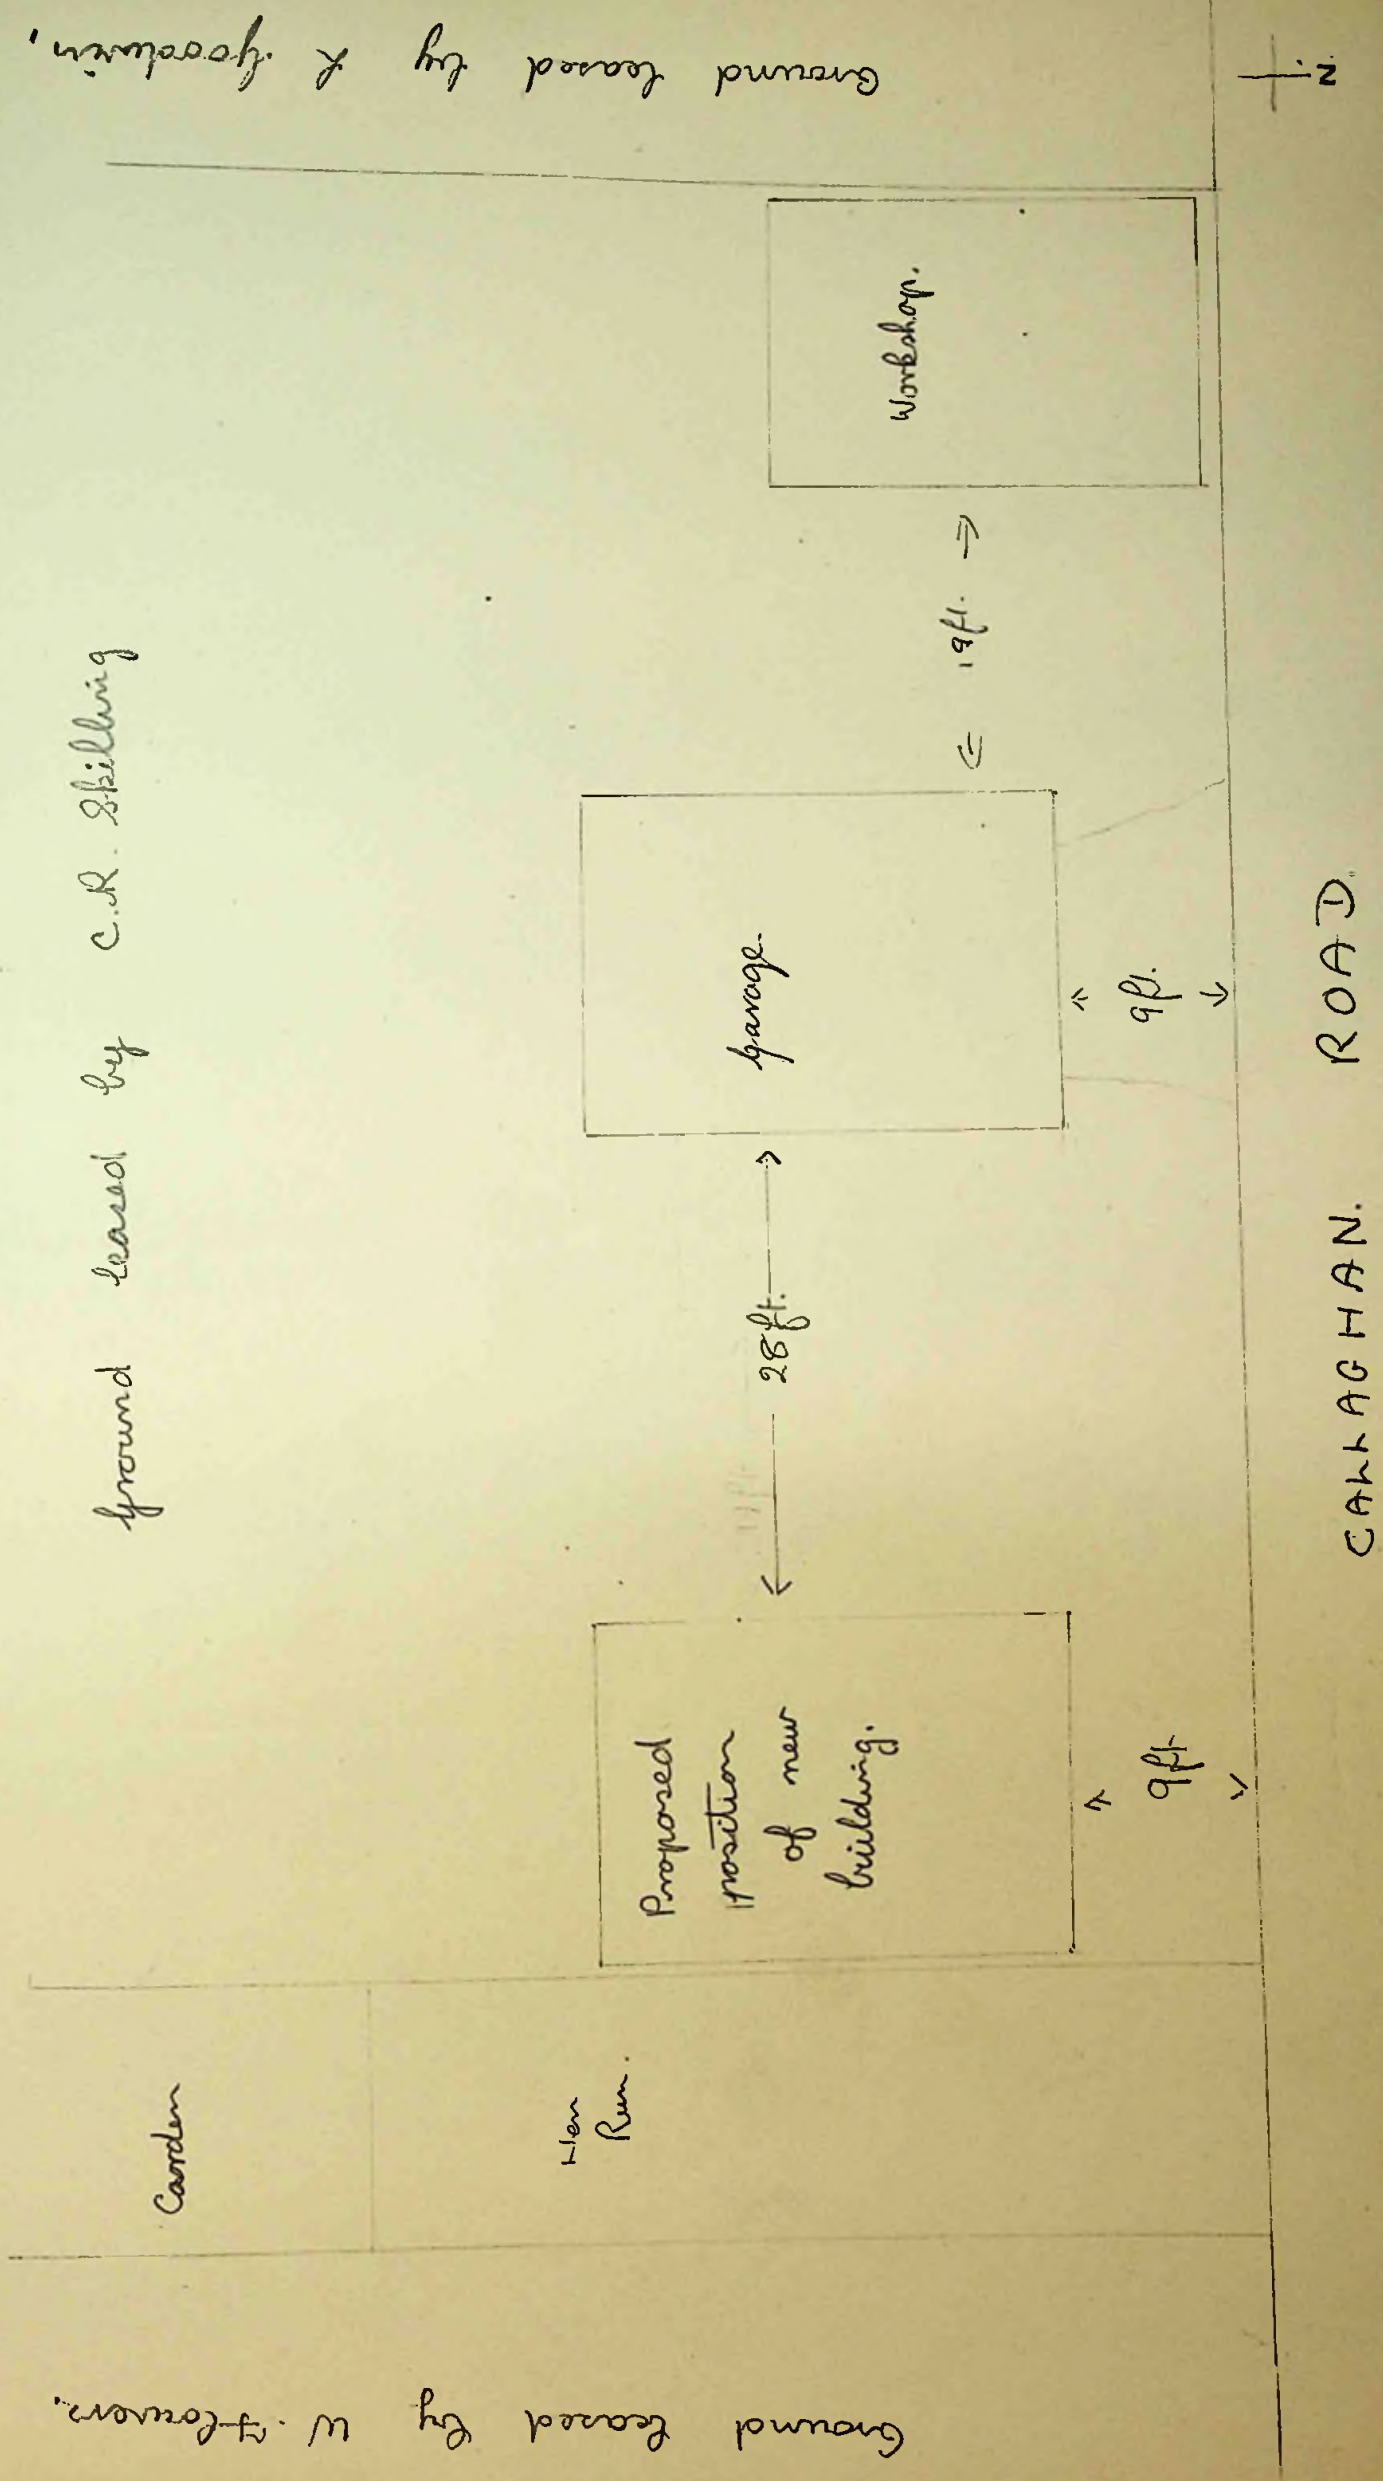 Ground leased by C.R. Skilling
Ground leased by W. Flowers.
Garden
Hen
Run.
Proposed
position
of new
building.
28ft.
Garage.
19ft.
Workshop.
Ground leased by L Goodwin,
9ft
9ft.
CALLAGHAN. ROAD.
N.